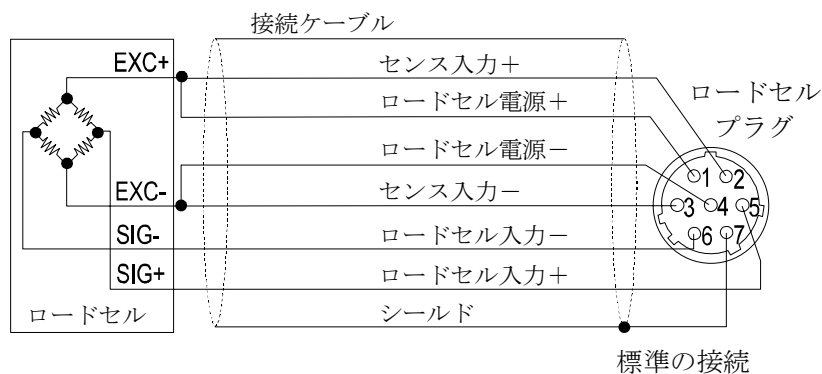 接続ケーブル
EXC+
センス入力＋
ロードセル電源＋
ロードセル
プラグ
ロードセル電源－
EXC-
センス入力－
SIG-
ロードセル入力－
SIG+
ロードセル入力＋
ロードセル
シールド
1 2
3 4 5
6 7
標準の接続